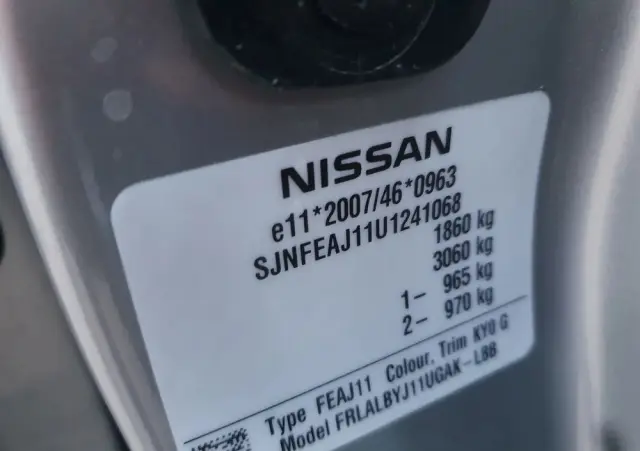 NISSAN
e11*2007/46*0963
SJNFEAJ11U1241068
1860 kg
3060 kg
1– 965 kg
2– 970 kg
Type FEAJ11 Colour, Trim KY0 G
Model FRLALBYJ11UGAK–LBB